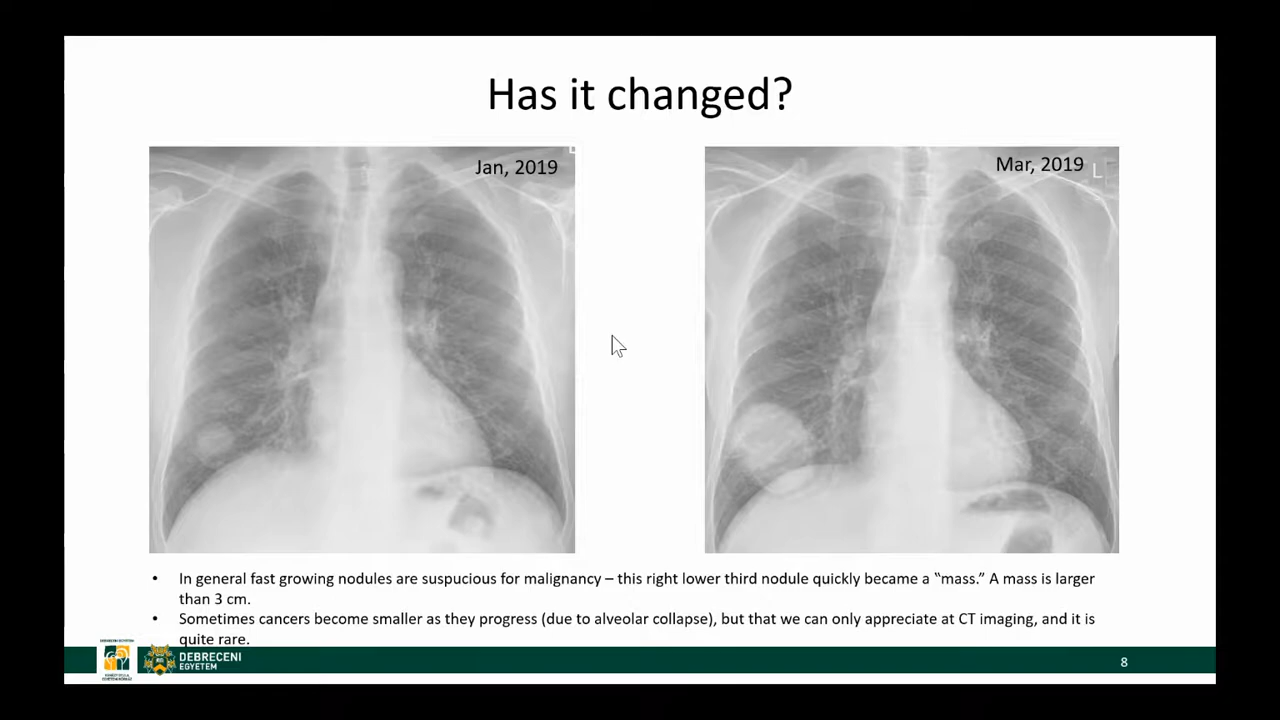 Has it changed?
Jan, 2019
Mar, 2019
L
• In general fast growing nodules are suspucious for malignancy – this right lower third nodule quickly became a “mass.” A mass is larger
than 3 cm.
• Sometimes cancers become smaller as they progress (due to alveolar collapse), but that we can only appreciate at CT imaging, and it is
quite rare.
DEBRECENI
EGYETEM
8